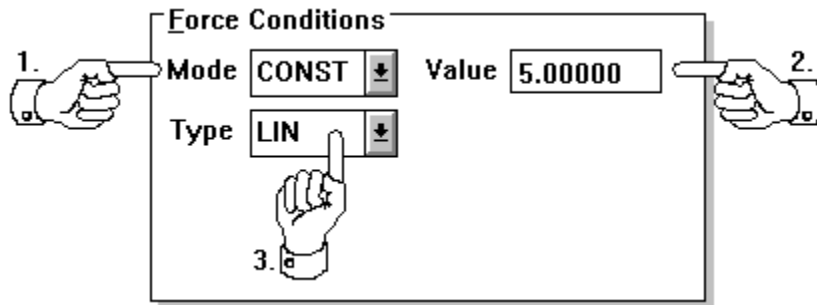 Force Conditions
1. Mode CONST Value 5.00000 2.
Type LIN
3.